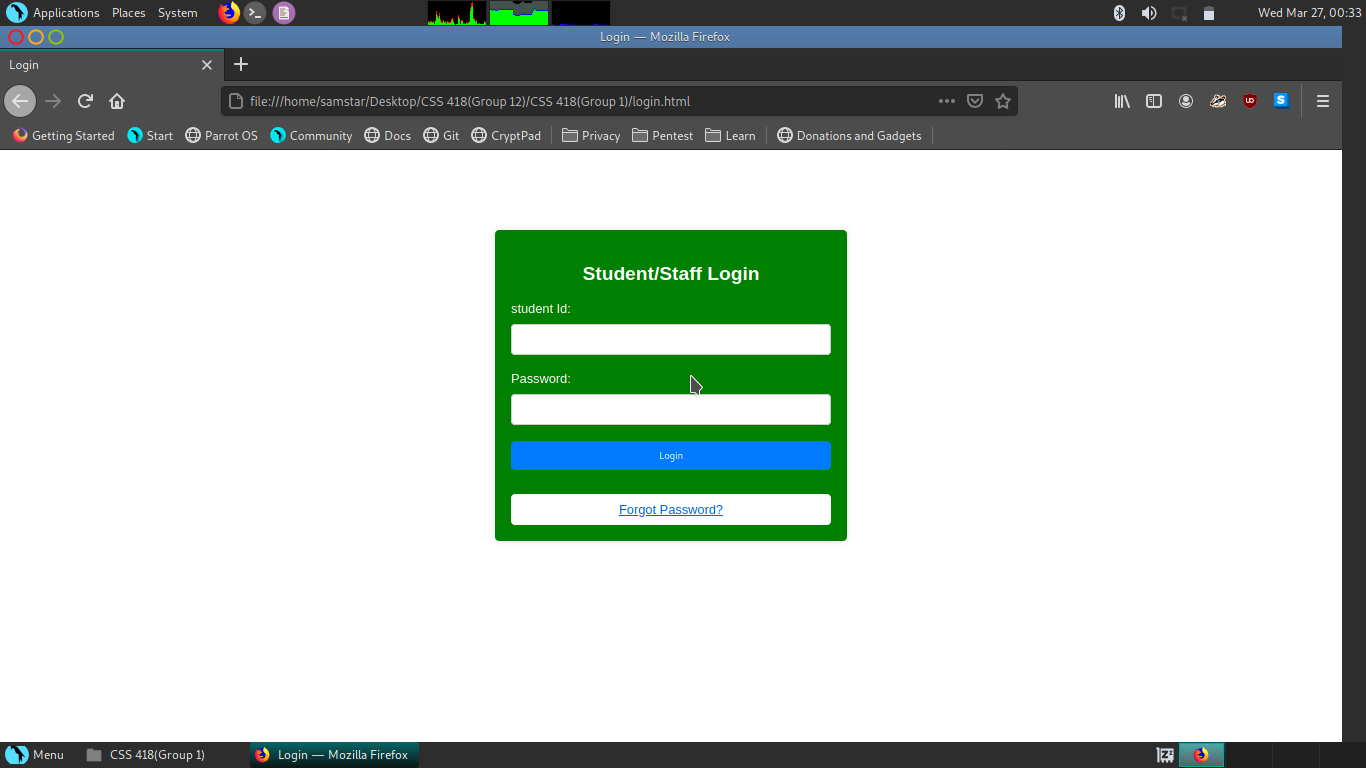 Applications Places System Wed Mar 27, 00:33
Login — Mozilla Firefox
Login
file:///home/samstar/Desktop/CSS 418(Group 12)/CSS 418(Group 1)/login.html
Getting Started Start Parrot OS Community Docs Git CryptPad Privacy Pentest Learn Donations and Gadgets
Student/Staff Login
student Id:
Password:
Login
Forgot Password?
Menu CSS 418(Group 1) Login — Mozilla Firefox